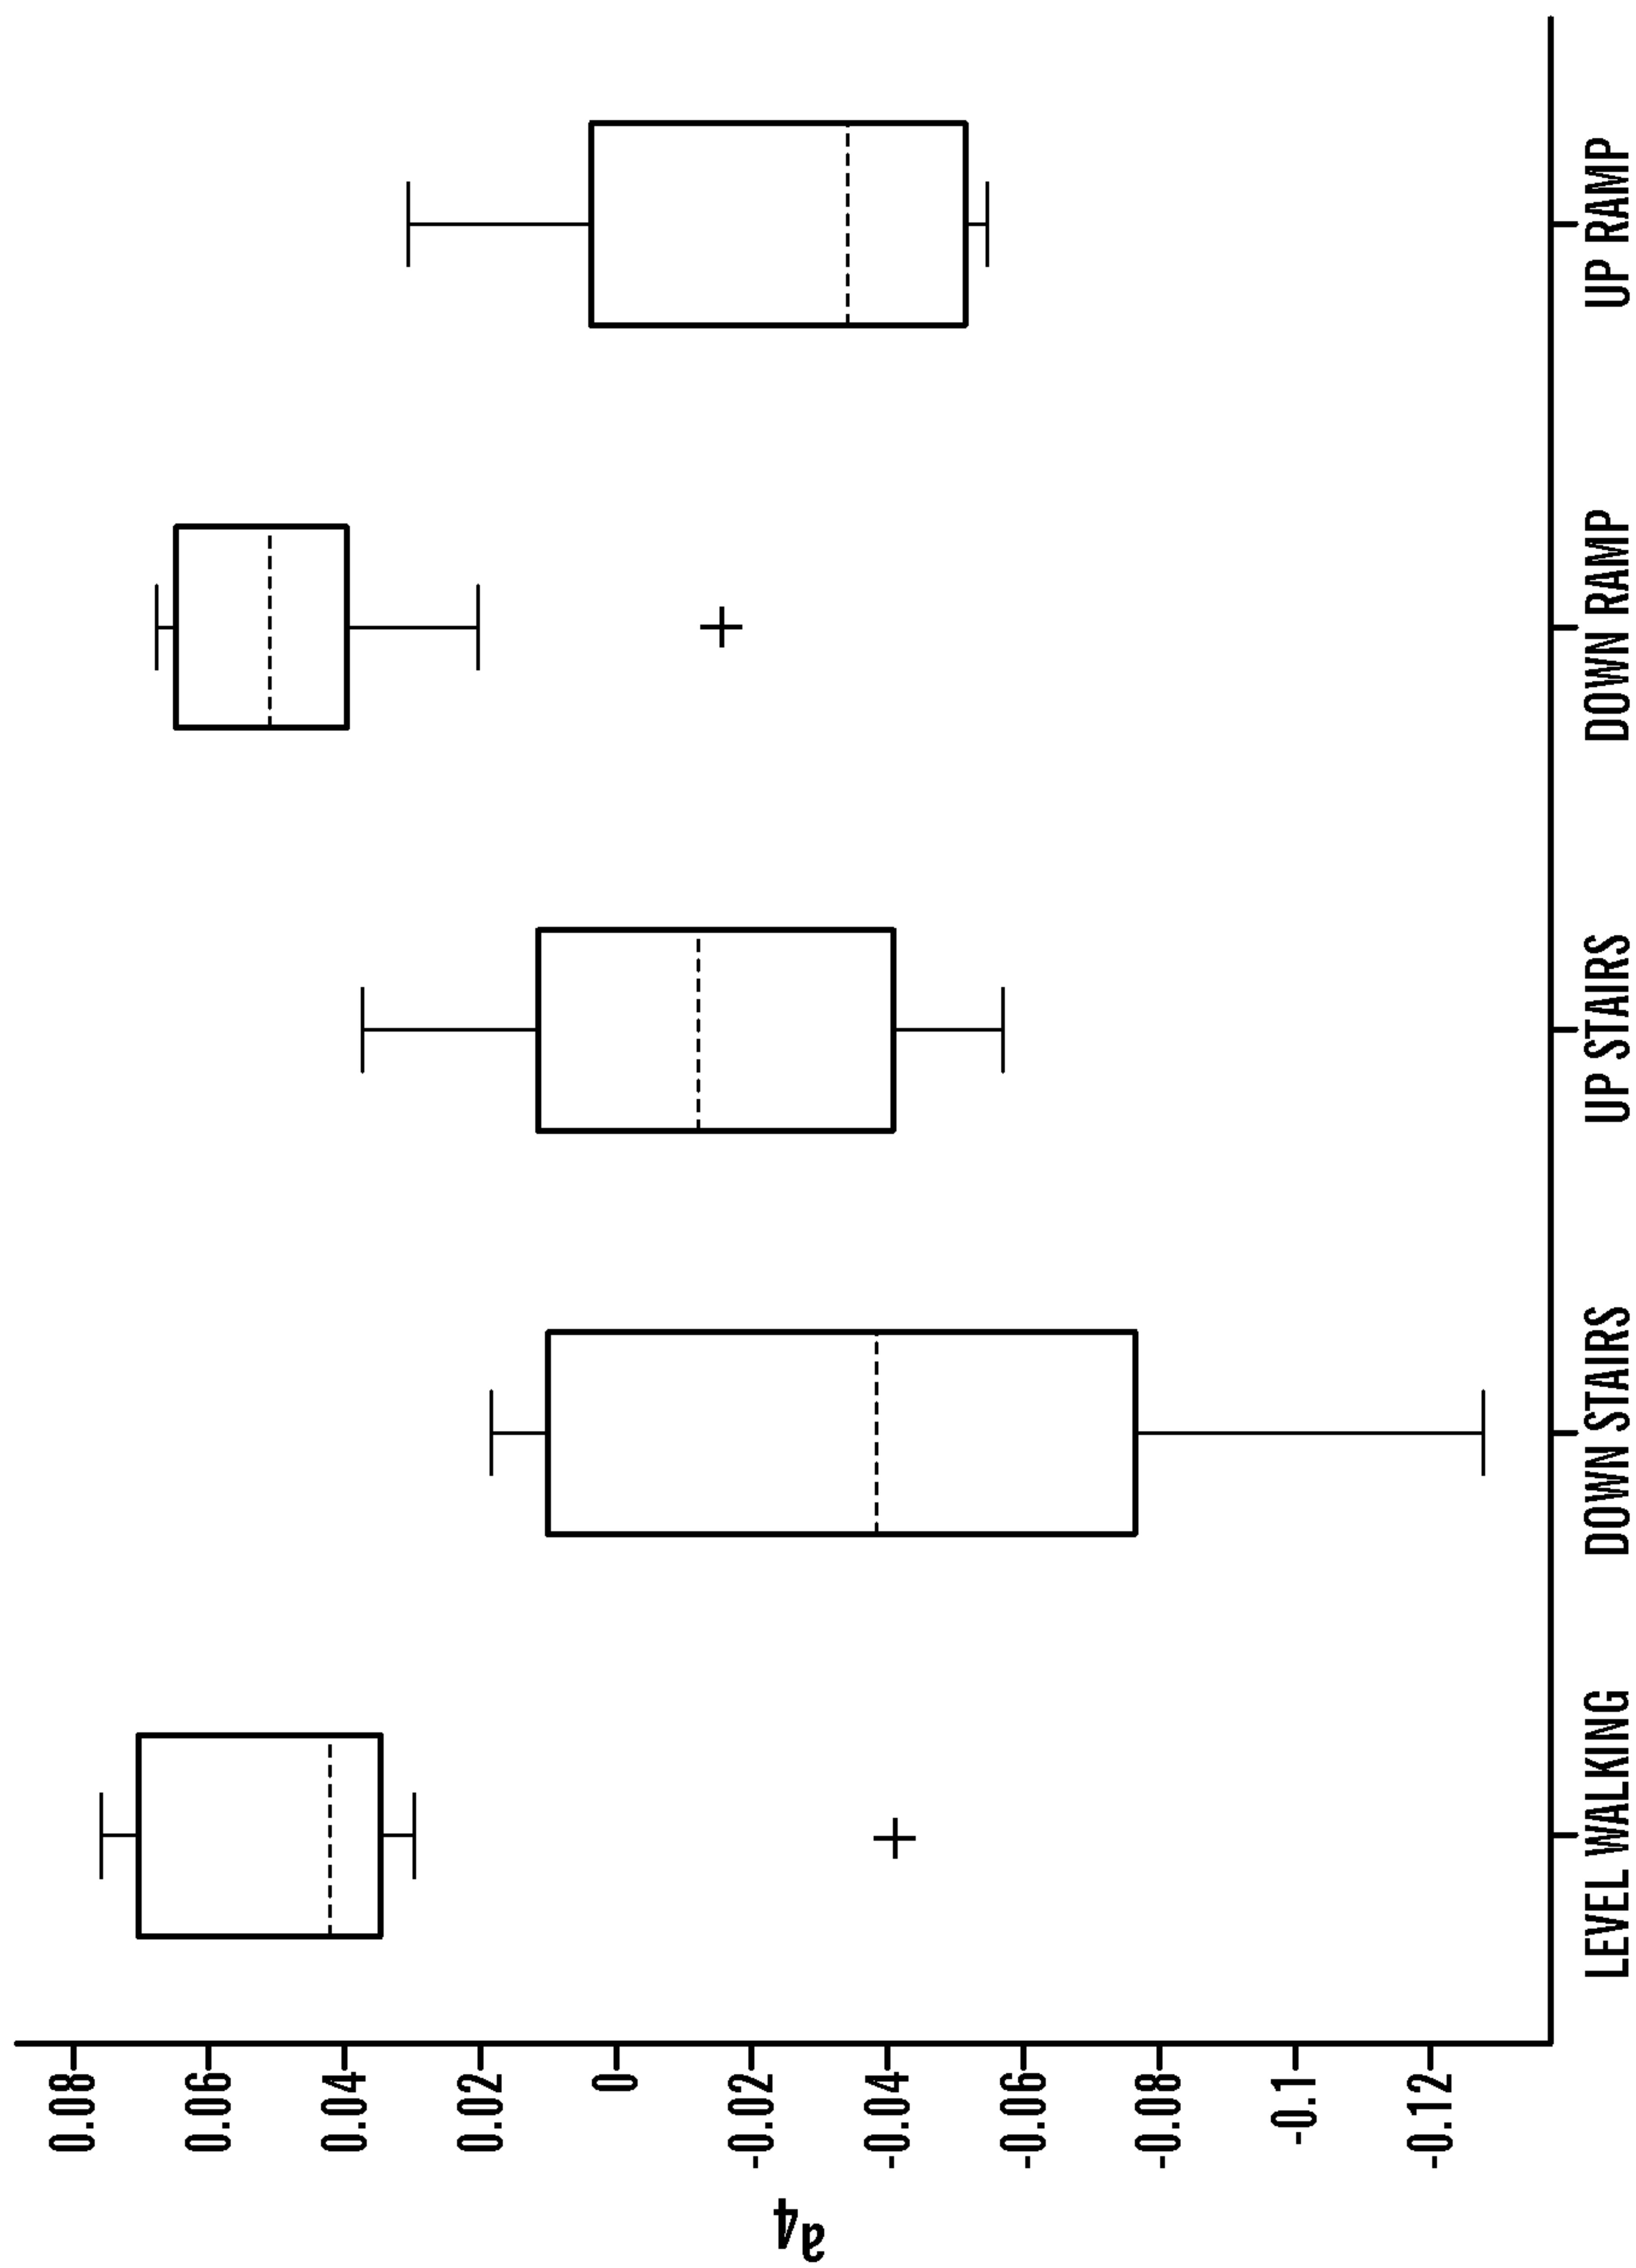 a4
0.08
0.06
0.04
0.02
0
-0.02
-0.04
-0.06
-0.08
-0.1
-0.12
LEVEL WALKING
DOWN STAIRS
UP STAIRS
DOWN RAMP
UP RAMP